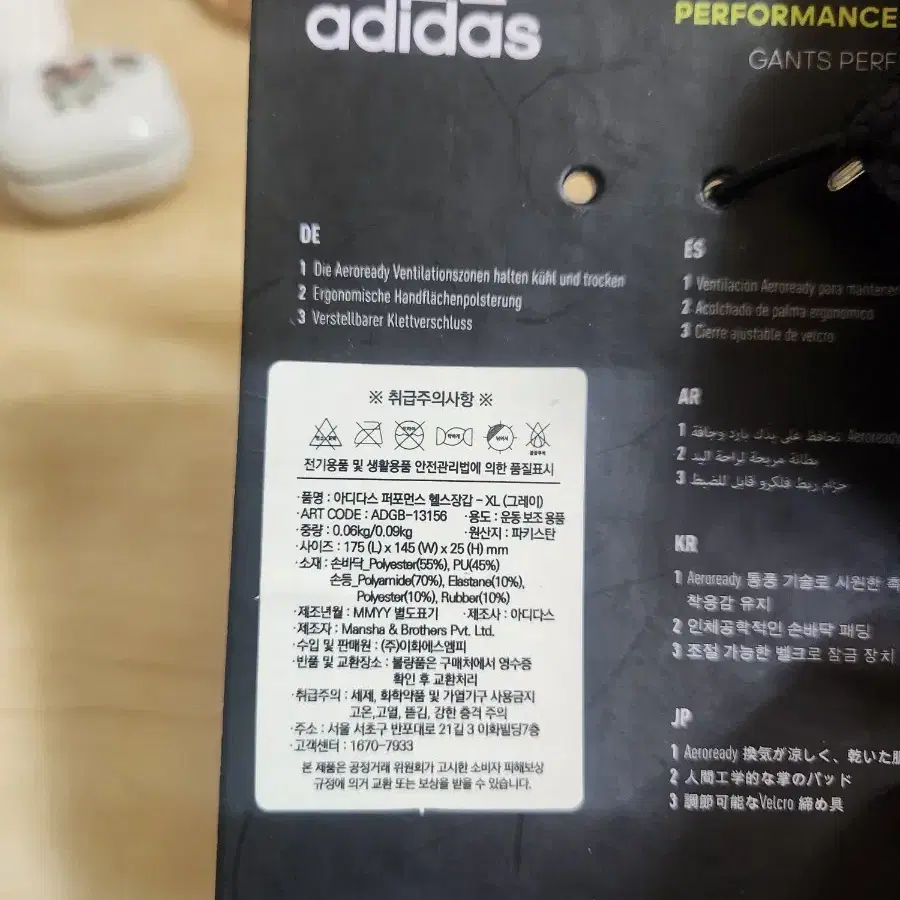 adidas
PERFORMANCE
GANTS PERF
DE
1 Die Aeroready Ventilationszonen halten kühl und trocken
2 Ergonomische Handflächenpolsterung
3 Verstellbarer Klettverschluss
※ 취급주의사항 ※
전기용품 및 생활용품 안전관리법에 의한 품질표시
·품명 : 아디다스 퍼포먼스 헬스장갑 - XL (그레이)
·ART CODE : ADGB-13156 ·용도 : 운동 보조 용품
·중량 : 0.06kg/0.09kg ·원산지 : 파키스탄
·사이즈 : 175 (L) x 145 (W) x 25 (H) mm
·소재 : 손바닥_Polyester(55%), PU(45%)
손등_Polyamide(70%), Elastane(10%),
Polyester(10%), Rubber(10%)
·제조년월 : MMYY 별도표기 ·제조사 : 아디다스
·제조자 : Mansha & Brothers Pvt. Ltd.
·수입 및 판매원 : (주)이화에스엠피
·반품 및 교환장소 : 불량품은 구매처에서 영수증
확인 후 교환처리
·취급주의 : 세제, 화학약품 및 가열기구 사용금지
고온,고열, 뜯김, 강한 충격 주의
·주소 : 서울 서초구 반포대로 21길 3 이화빌딩7층
·고객센터 : 1670-7933
본 제품은 공정거래 위원회가 고시한 소비자 피해보상
규정에 의거 교환 또는 보상을 받을 수 있습니다.
ES
1 Ventilación Aeroready para mantener
2 Acolchado de palma ergonómico
3 Cierre ajustable de velcro
AR
1 Aeroready تحافظ على يدك باردة وجافة
2 بطانة مريحة لراحة اليد
3 حزام ربط فلكرو قابل للضبط
KR
1 Aeroready 통풍 기술로 시원한
착용감 유지
2 인체공학적인 손바닥 패딩
3 조절 가능한 벨크로 잠금 장치
JP
1 Aeroready 換気が涼しく、乾いた
2 人間工学的な掌のパッド
3 調節可能なVelcro 締め具